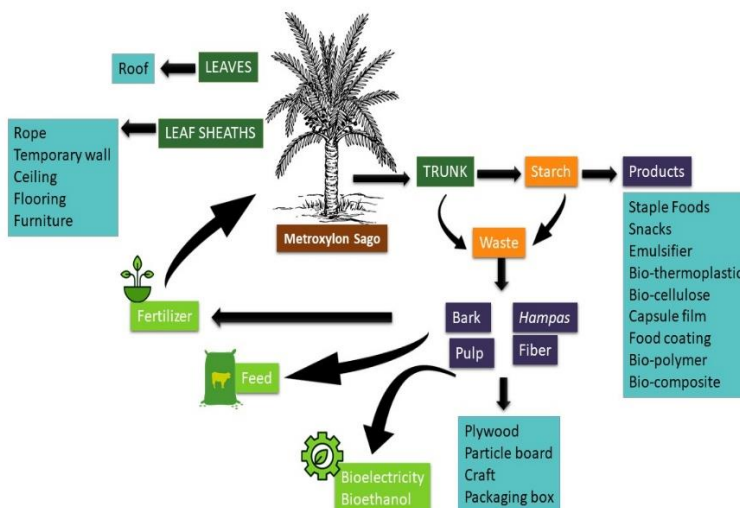 Roof
LEAVES
LEAF SHEATHS
Rope
Temporary wall
Ceiling
Flooring
Furniture
Metroxylon Sago
TRUNK
Starch
Products
Staple Foods
Snacks
Emulsifier
Bio-thermoplastic
Bio-cellulose
Capsule film
Food coating
Bio-polymer
Bio-composite
Waste
Bark
Hampas
Pulp
Fiber
Fertilizer
Feed
Bioelectricity
Bioethanol
Plywood
Particle board
Craft
Packaging box